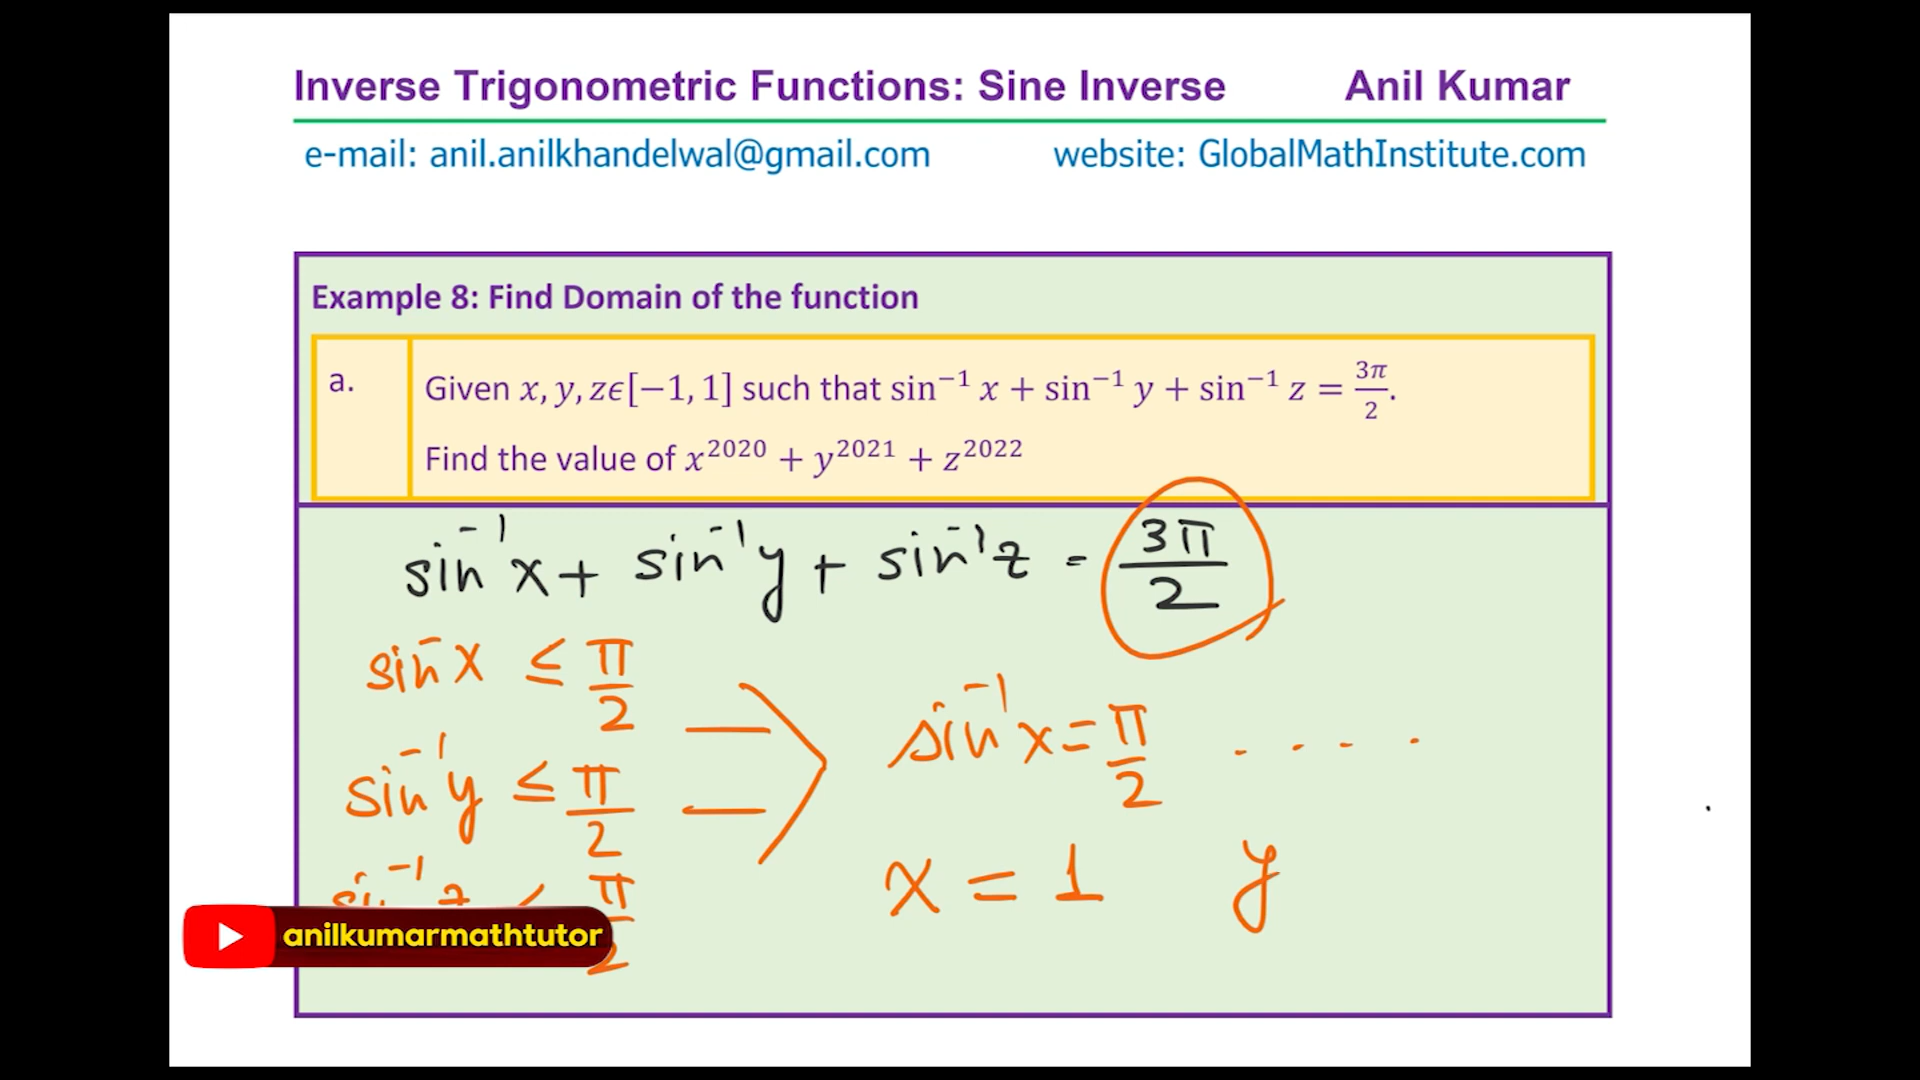 Inverse Trigonometric Functions: Sine Inverse Anil Kumar
e-mail: anil.anilkhandelwal@gmail.com website: GlobalMathInstitute.com
Example 8: Find Domain of the function
a. Given x, y, zϵ[−1, 1] such that sin⁻¹ x + sin⁻¹ y + sin⁻¹ z = 3π/2.
Find the value of x²⁰²⁰ + y²⁰²¹ + z²⁰²²
sin⁻¹x + sin⁻¹y + sin⁻¹z = 3π/2
sin⁻x ≤ π/2
sin⁻¹y ≤ π/2
sin⁻¹x = π/2 . . . .
x = 1 y
anilkumarmathtutor